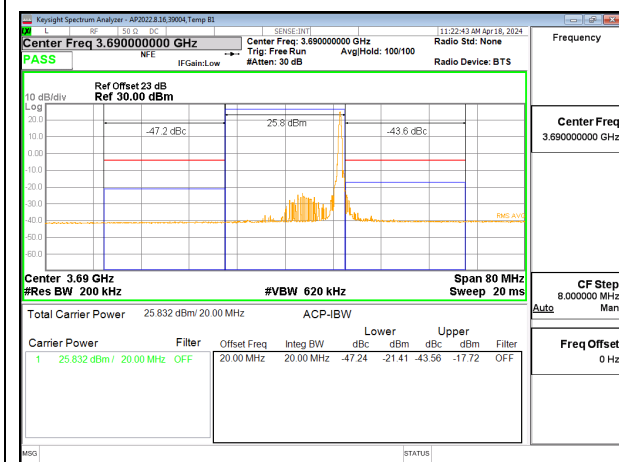 Keysight Spectrum Analyzer - AP2022.8.16,39004,Temp B1
LXI L RF 50 Ω DC SENSE:INT 11:22:43 AM Apr 18, 2024
Center Freq 3.690000000 GHz
Center Freq: 3.690000000 GHz
Radio Std: None
Frequency
PASS
NFE
IFGain:Low
Trig: Free Run
Avg|Hold: 100/100
#Atten: 30 dB
Radio Device: BTS
Ref Offset 23 dB
10 dB/div Ref 30.00 dBm
Log
20.0
10.0
0.00
-10.0
-20.0
-30.0
-40.0
-50.0
-60.0
-47.2 dBc
25.8 dBm
-43.6 dBc
RMS AVG
Center 3.69 GHz Span 80 MHz
#Res BW 200 kHz #VBW 620 kHz Sweep 20 ms
Total Carrier Power 25.832 dBm/ 20.00 MHz ACP-IBW
Lower Upper
Carrier Power Filter Offset Freq Integ BW dBc dBm dBc dBm Filter
1 25.832 dBm / 20.00 MHz OFF 20.00 MHz 20.00 MHz -47.24 -21.41 -43.56 -17.72 OFF
Center Freq
3.690000000 GHz
CF Step
8.000000 MHz
Auto Man
Freq Offset
0 Hz
MSG STATUS